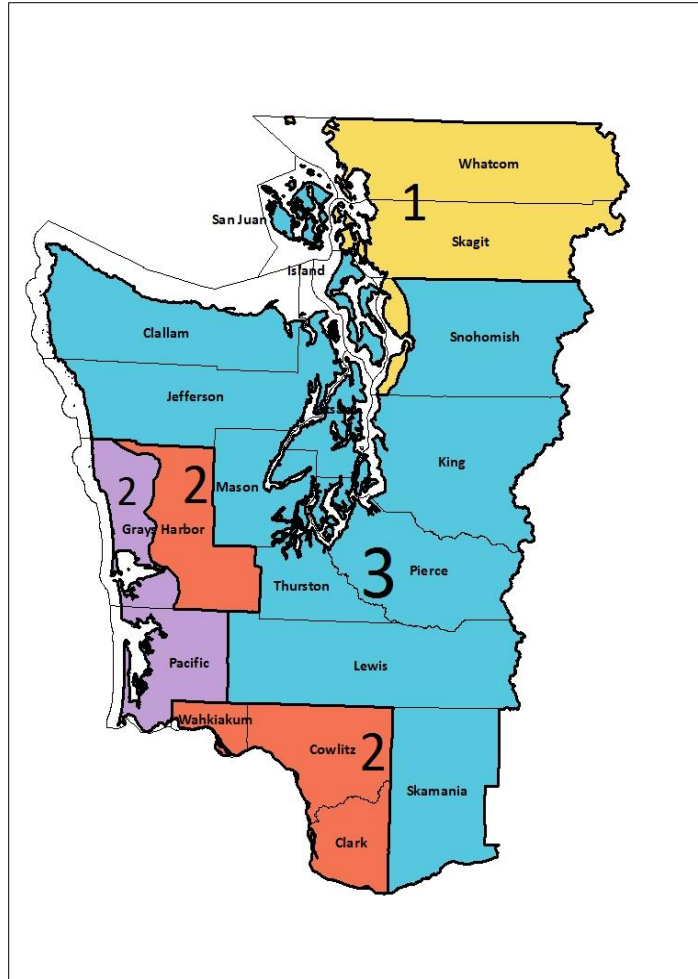 Whatcom
1
San Juan
Skagit
Island
Clallam
Snohomish
Jefferson
King
Mason
2
2
Grays Harbor
3
Pierce
Thurston
Pacific
Lewis
Wahkiakum
Cowlitz
2
Skamania
Clark